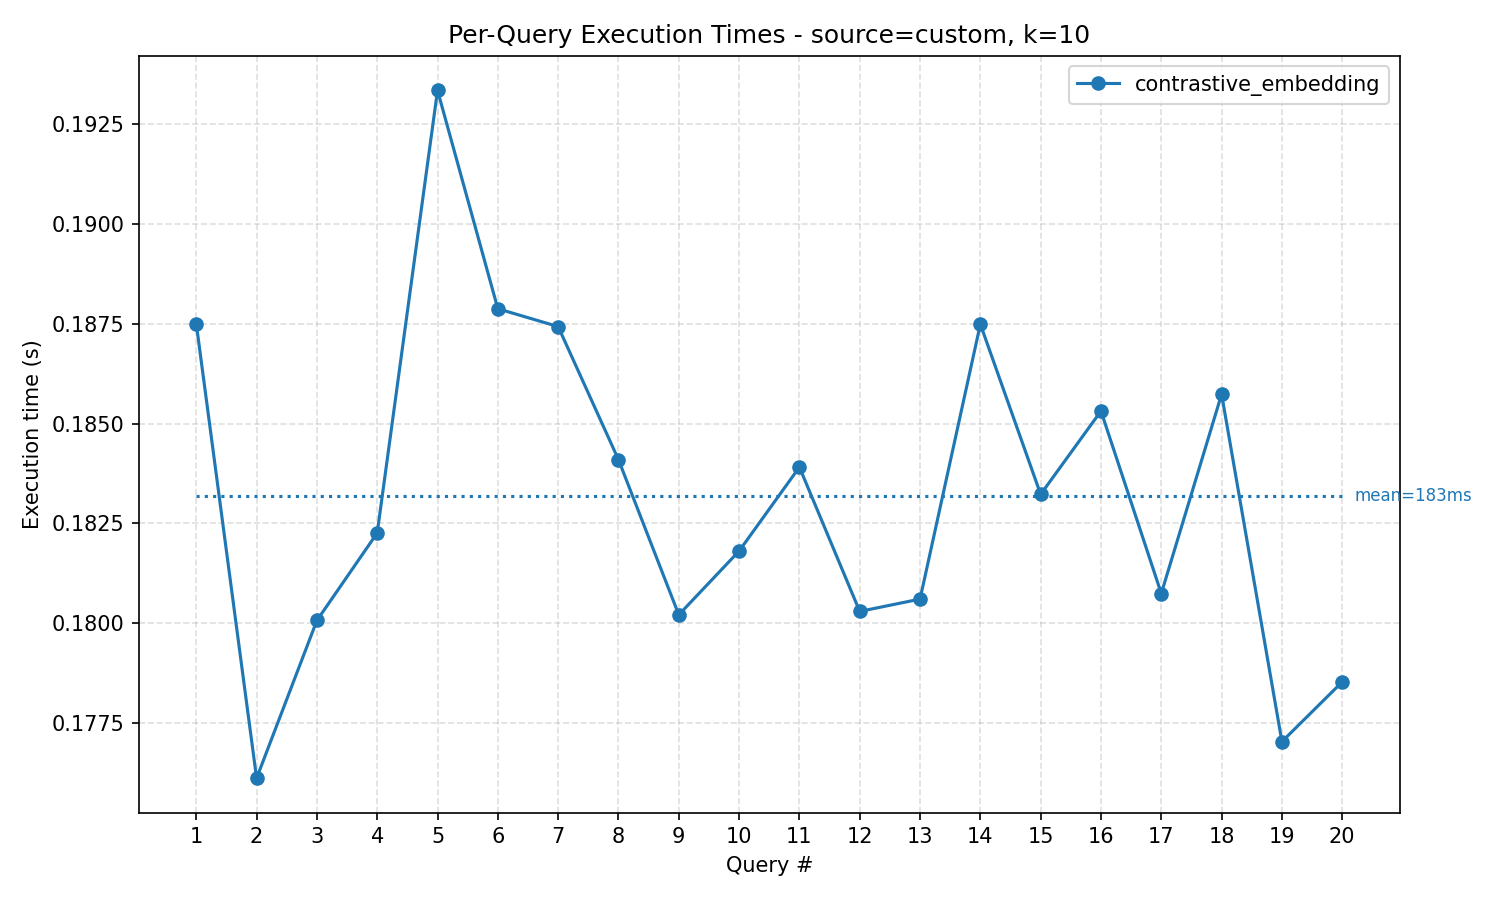 Per-Query Execution Times - source=custom, k=10
contrastive_embedding
0.1925
0.1900
0.1875
0.1850
0.1825
0.1800
0.1775
Execution time (s)
mean=183ms
1 2 3 4 5 6 7 8 9 10 11 12 13 14 15 16 17 18 19 20
Query #